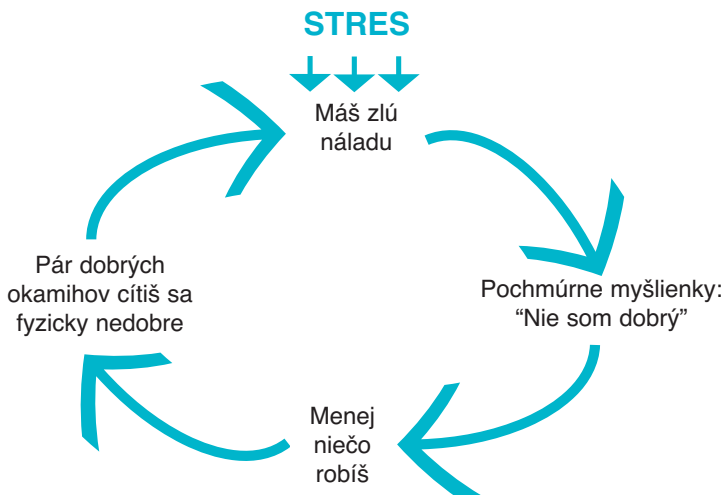 STRES
Máš zlú
náladu
Pochmúrne myšlienky:
“Nie som dobrý”
Menej
niečo
robíš
Pár dobrých
okamihov cítiš sa
fyzicky nedobre